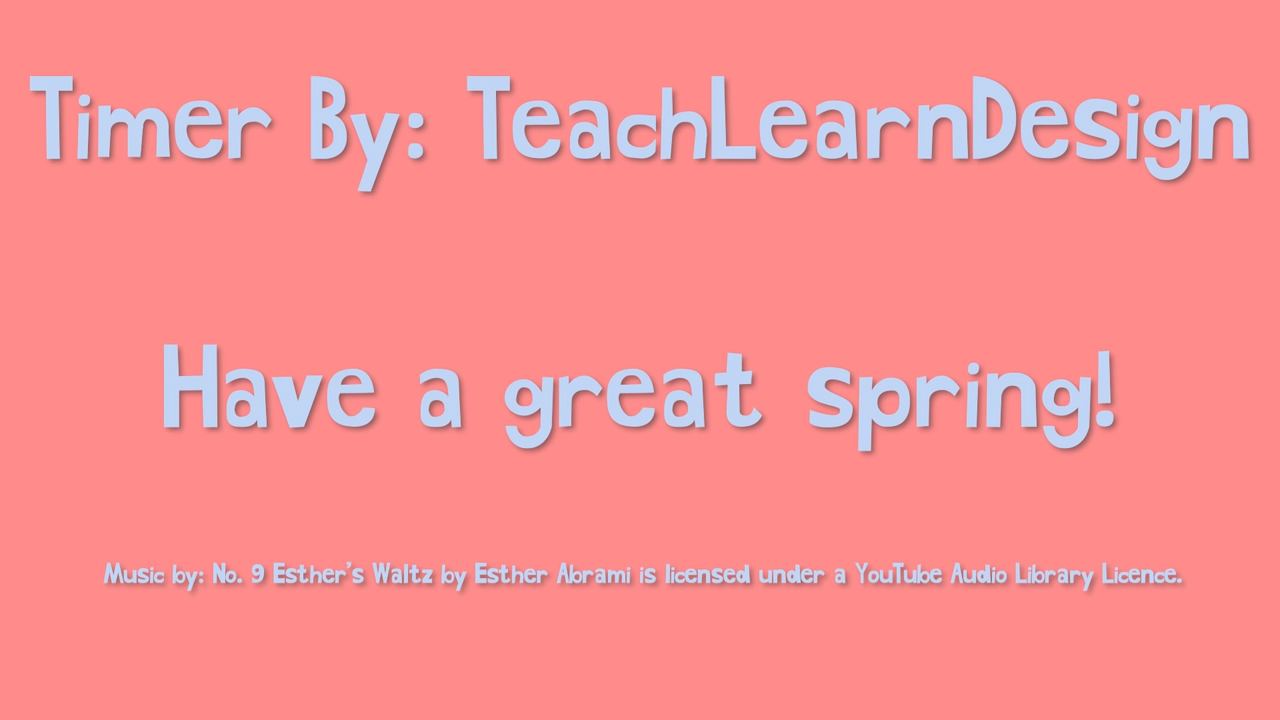 Timer By: TeachLearnDesign
Have a great spring!
Music by: No. 9 Esther's Waltz by Esther Abrami is licensed under a YouTube Audio Library Licence.